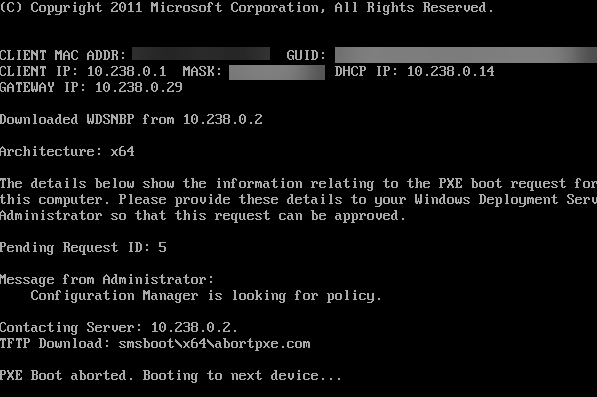 (C) Copyright 2011 Microsoft Corporation, All Rights Reserved.
CLIENT MAC ADDR: GUID:
CLIENT IP: 10.238.0.1 MASK: DHCP IP: 10.238.0.14
GATEWAY IP: 10.238.0.29
Downloaded WDSNBP from 10.238.0.2
Architecture: x64
The details below show the information relating to the PXE boot request for
this computer. Please provide these details to your Windows Deployment Serv
Administrator so that this request can be approved.
Pending Request ID: 5
Message from Administrator:
Configuration Manager is looking for policy.
Contacting Server: 10.238.0.2.
TFTP Download: smsboot\x64\abortpxe.com
PXE Boot aborted. Booting to next device...